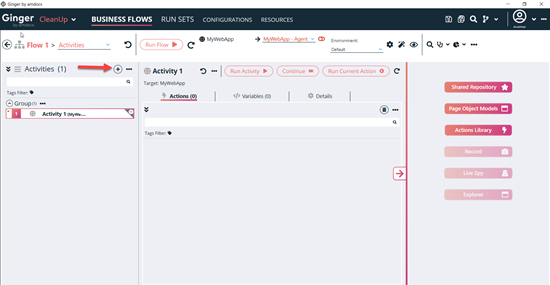 Ginger by amdocs
Ginger by amdocs
CleanUp
BUSINESS FLOWS
RUN SETS
CONFIGURATIONS
RESOURCES
Flow 1 > Activities
Run Flow
MyWebApp
MyWebApp - Agent
Environment:
Default
Activities (1)
Tags Filter:
Group(1)
1
Activity 1
Activity 1
Run Activity
Continue
Run Current Action
Target: MyWebApp
Actions (0)
Variables (0)
Details
Tags Filter:
Shared Repository
Page Object Models
Actions Library
Record
Live Spy
Explorer